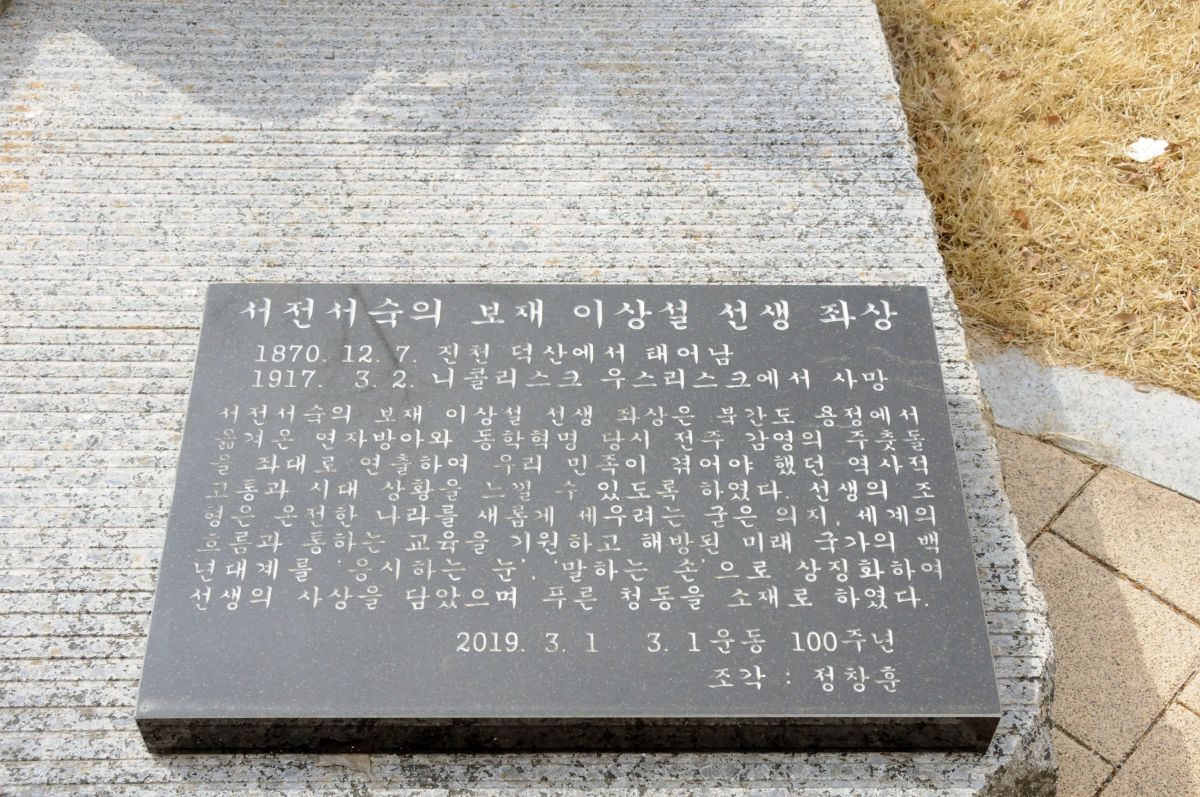 서전서숙의 보재 이상설 선생 좌상
1870. 12. 7. 진천 덕산에서 태어남
1917. 3. 2. 니콜리스크 우스리스크에서 사망
서전서숙의 보재 이상설 선생 좌상은 북간도 용정에서
옮겨온 연자방아와 동학혁명 당시 전주 감영의 주춧돌
을 좌대로 연출하여 우리 민족이 겪어야 했던 역사적
고통과 시대 상황을 느낄 수 있도록 하였다. 선생의 조
형은 온전한 나라를 새롭게 세우려는 굳은 의지, 세계의
흐름과 통하는 교육을 기원하고 해방된 미래 국가의 백
년대계를 '응시하는 눈', '말하는 손'으로 상징화하여
선생의 사상을 담았으며 푸른 청동을 소재로 하였다.
2019. 3. 1 3. 1운동 100주년
조각 : 정창훈